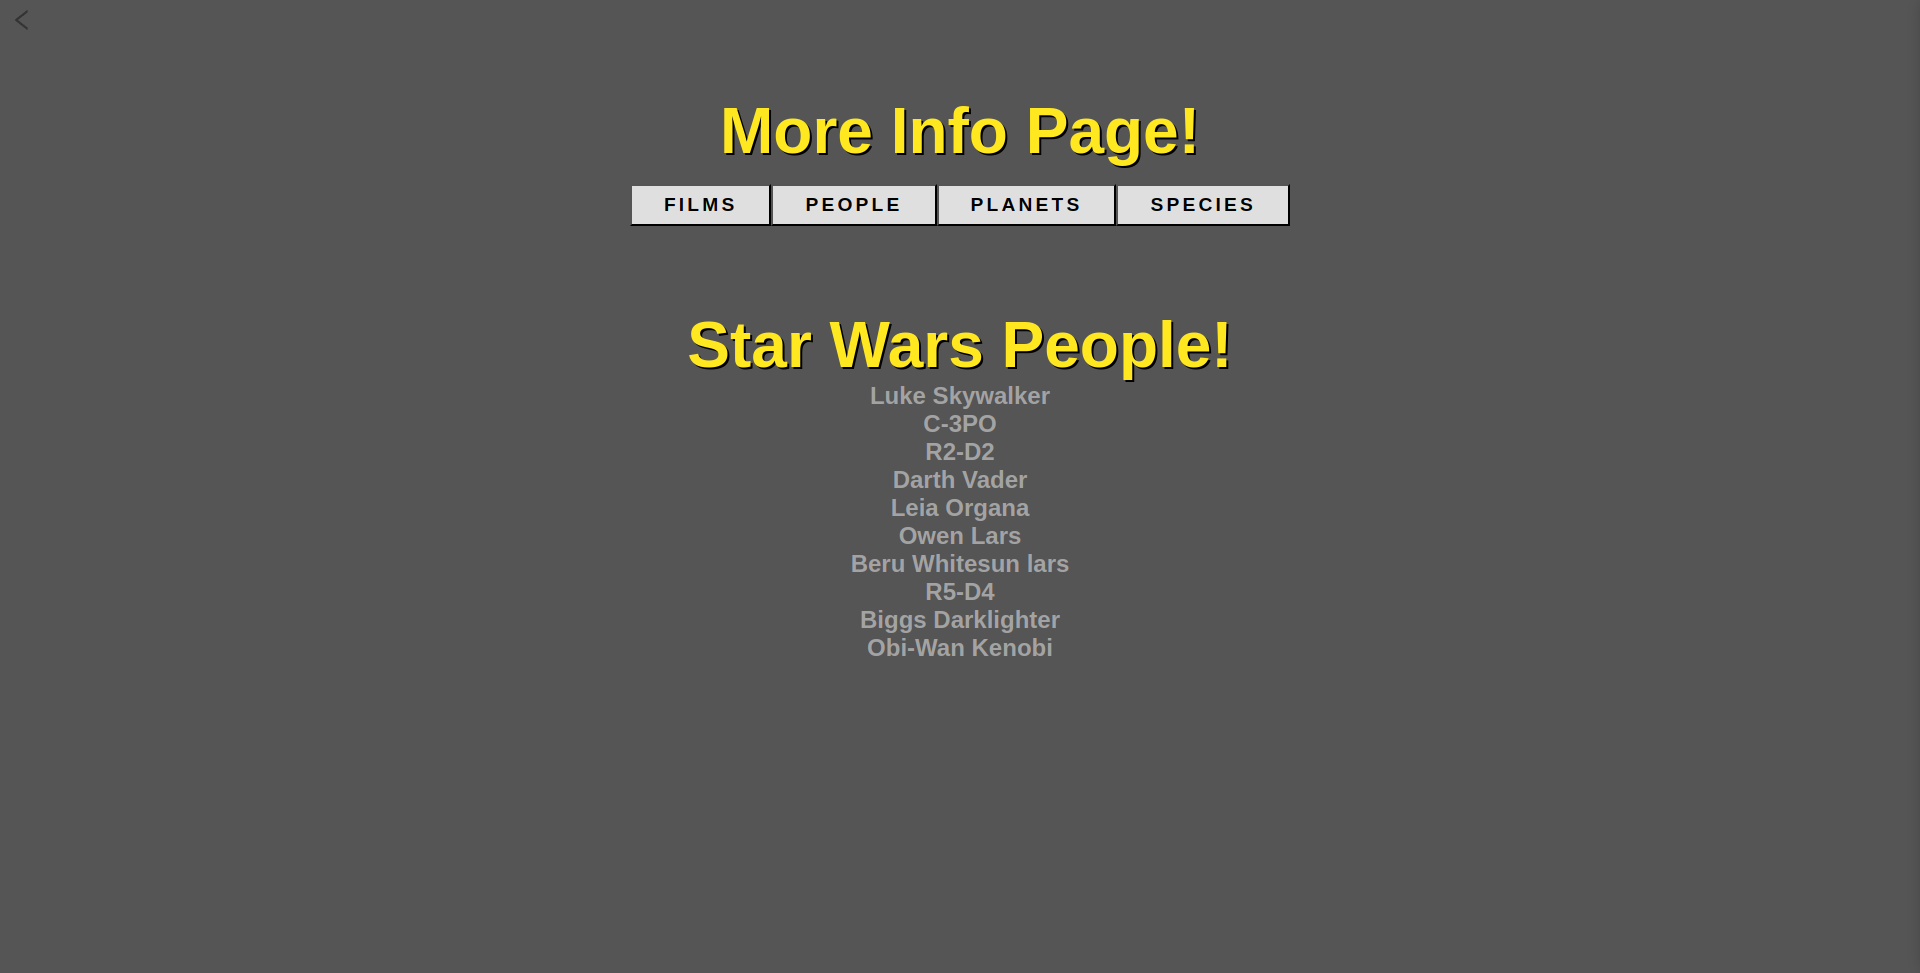 More Info Page!
FILMS PEOPLE PLANETS SPECIES
Star Wars People!
Luke Skywalker
C-3PO
R2-D2
Darth Vader
Leia Organa
Owen Lars
Beru Whitesun lars
R5-D4
Biggs Darklighter
Obi-Wan Kenobi